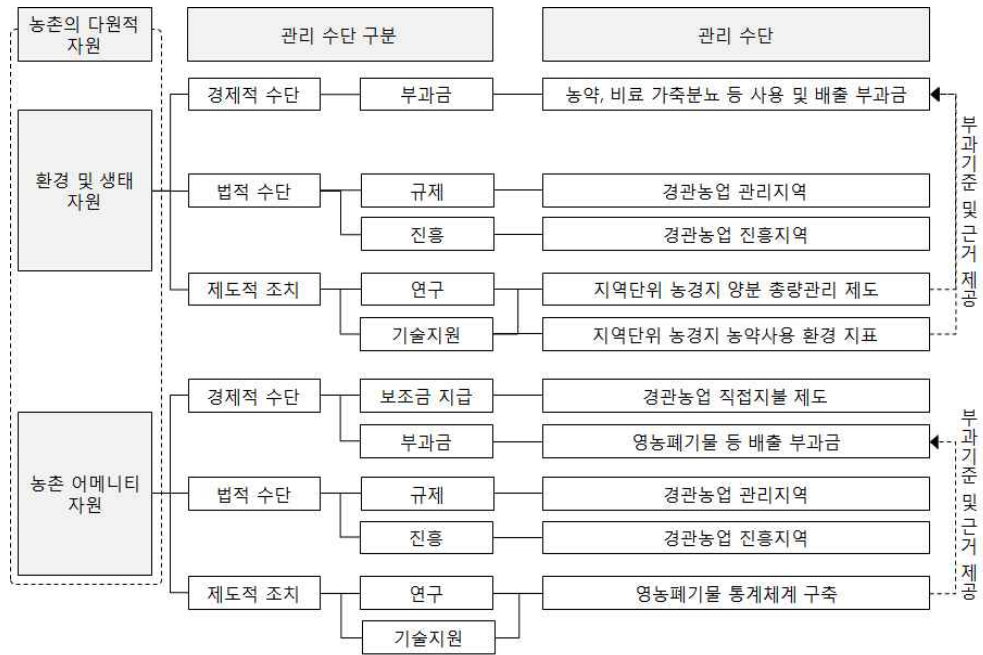 농촌의 다원적
자원
관리 수단 구분
관리 수단
환경 및 생태
자원
경제적 수단
부과금
농약, 비료 가축분뇨 등 사용 및 배출 부과금
법적 수단
규제
경관농업 관리지역
진흥
경관농업 진흥지역
제도적 조치
연구
지역단위 농경지 양분 총량관리 제도
기술지원
지역단위 농경지 농약사용 환경 지표
부과기준 및 근거 제공
농촌 어메니티
자원
경제적 수단
보조금 지급
경관농업 직접지불 제도
부과금
영농폐기물 등 배출 부과금
법적 수단
규제
경관농업 관리지역
진흥
경관농업 진흥지역
제도적 조치
연구
영농폐기물 통계체계 구축
기술지원
부과기준 및 근거 제공